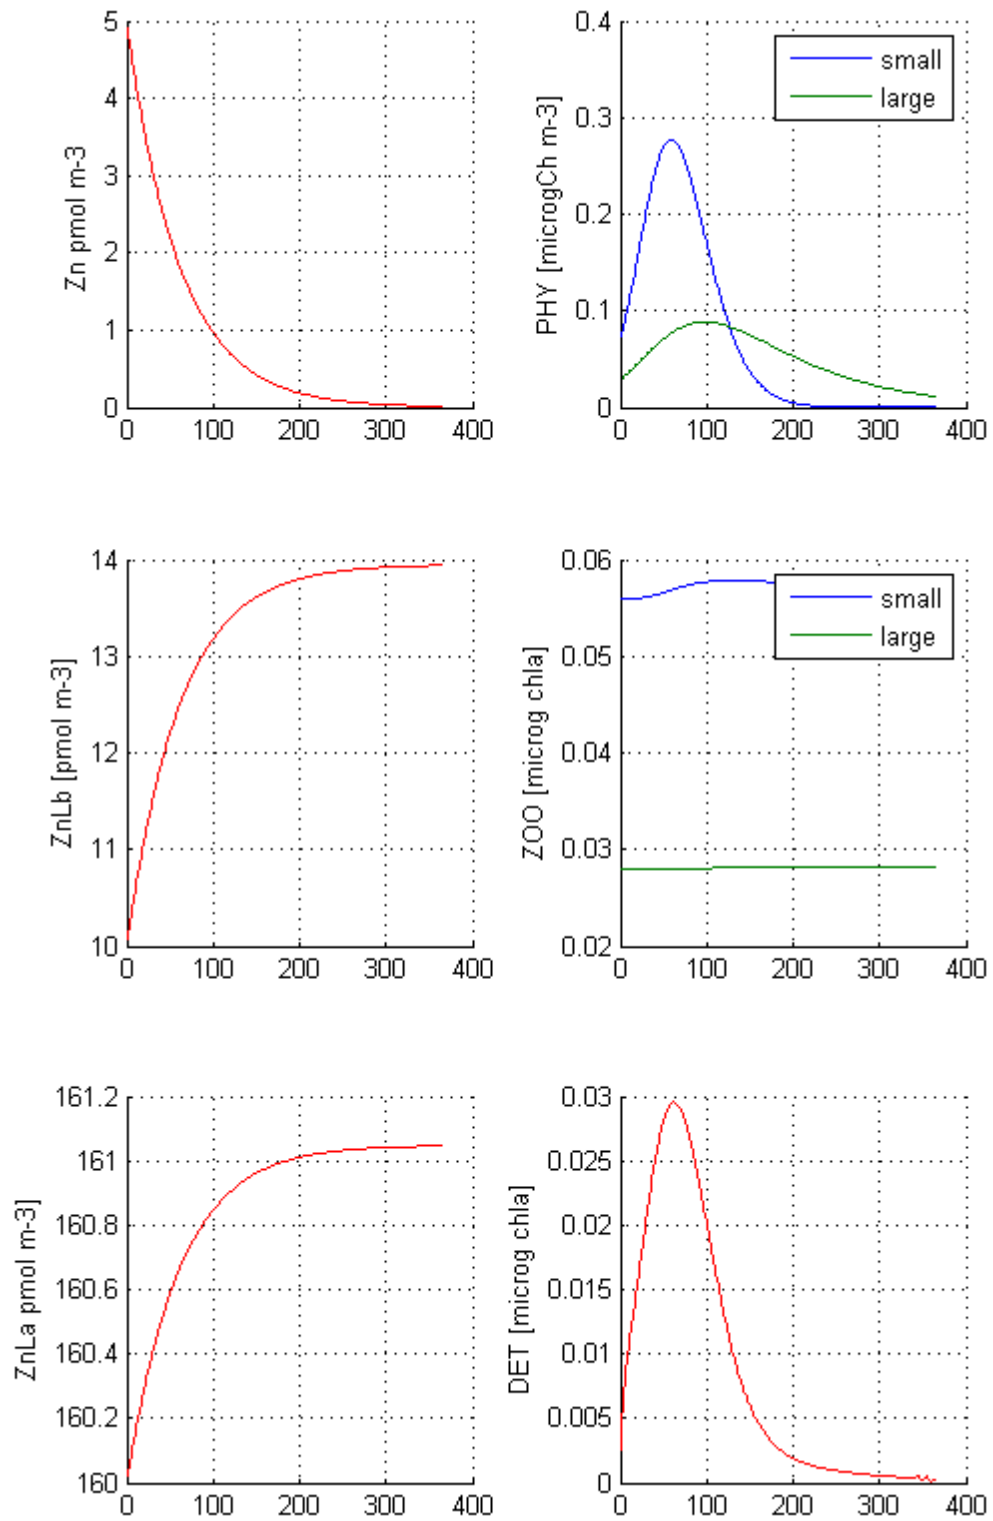 5
4
3
2
1
0
Zn pmol m-3
0 100 200 300 400
0.4
0.3
0.2
0.1
0
PHY [microgCh m-3]
small
large
0 100 200 300 400
14
13
12
11
10
ZnLb [pmol m-3]
0 100 200 300 400
0.06
0.05
0.04
0.03
0.02
ZOO [microg chla]
small
large
0 100 200 300 400
161.2
161
160.8
160.6
160.4
160.2
160
ZnLa pmol m-3]
0 100 200 300 400
0.03
0.025
0.02
0.015
0.01
0.005
0
DET [microg chla]
0 100 200 300 400